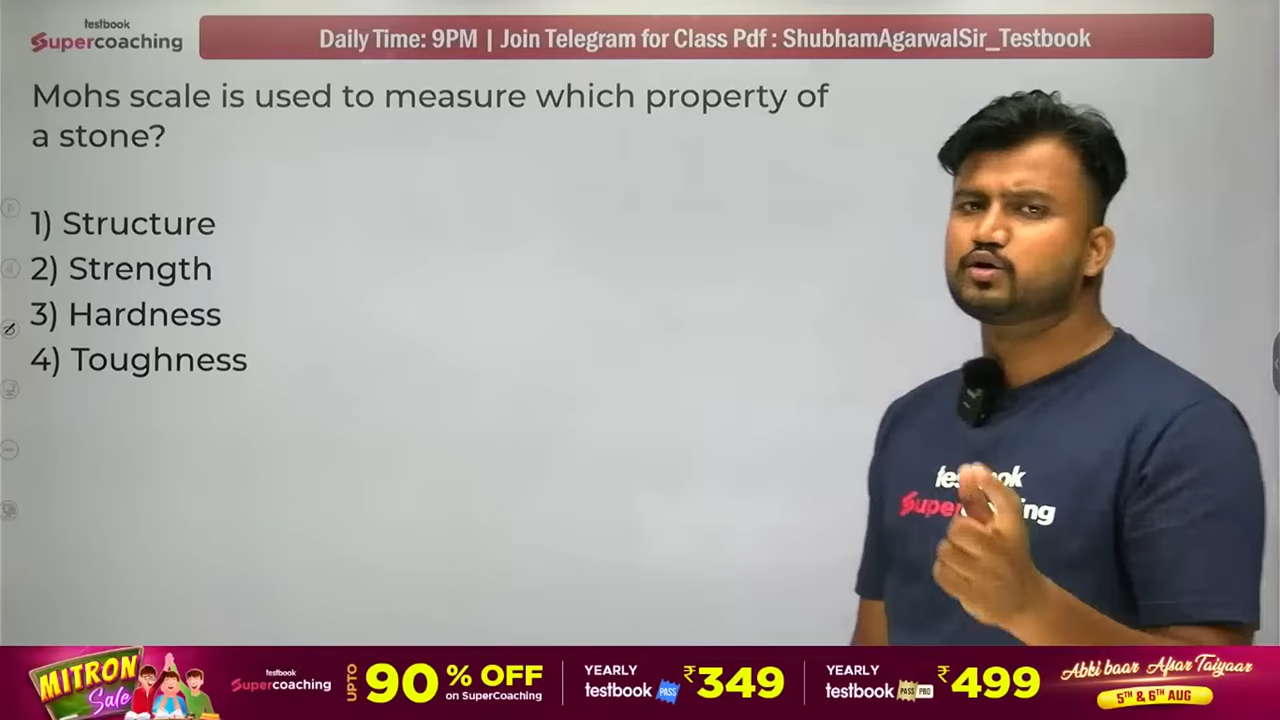 testbook
Supercoaching
Daily Time: 9PM | Join Telegram for Class Pdf : ShubhamAgarwalSir_Testbook
Mohs scale is used to measure which property of
a stone?
1) Structure
2) Strength
3) Hardness
4) Toughness
MITRON
Sale
testbook
Supercoaching
UPTO 90% OFF
on SuperCoaching
YEARLY
testbook PASS
₹349
YEARLY
testbook PASS PRO
₹499
Abki baar Afsar Taiyaar
5TH & 6TH AUG